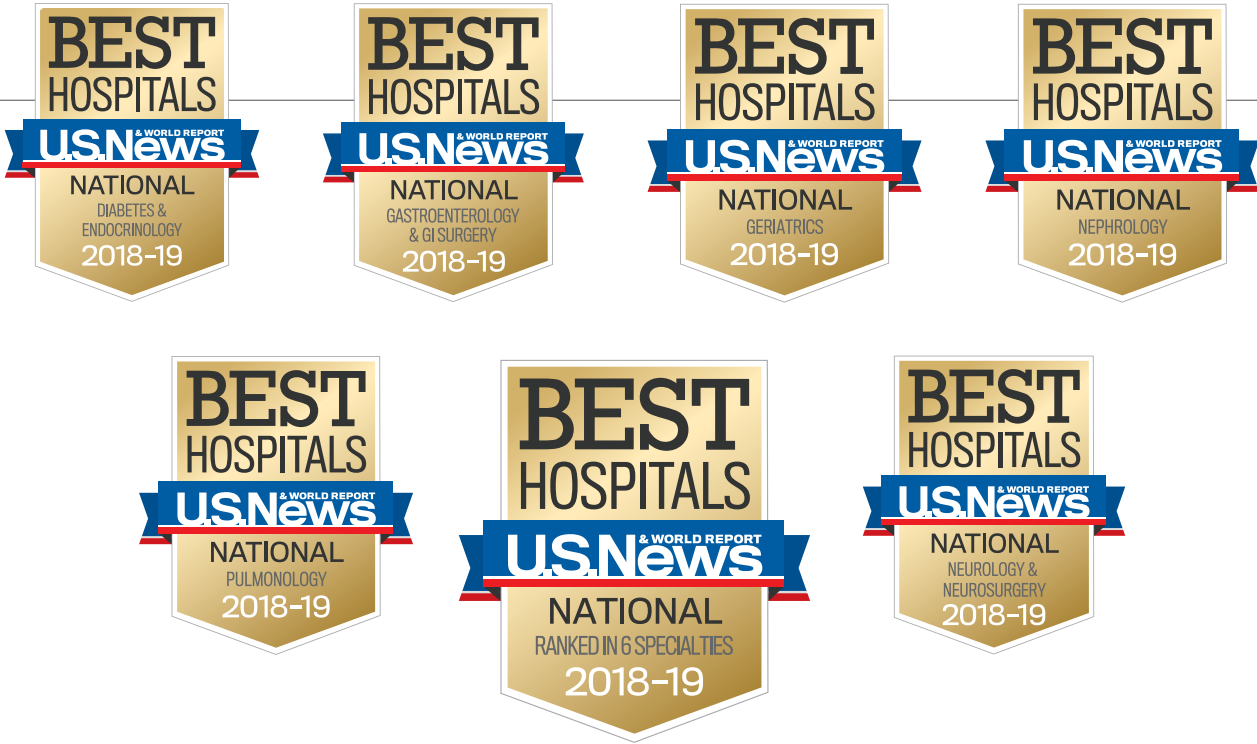 BEST
HOSPITALS
U.S.News & WORLD REPORT
NATIONAL
DIABETES &
ENDOCRINOLOGY
2018-19
BEST
HOSPITALS
U.S.News & WORLD REPORT
NATIONAL
GASTROENTEROLOGY
& GI SURGERY
2018-19
BEST
HOSPITALS
U.S.News & WORLD REPORT
NATIONAL
GERIATRICS
2018-19
BEST
HOSPITALS
U.S.News & WORLD REPORT
NATIONAL
NEPHROLOGY
2018-19
BEST
HOSPITALS
U.S.News & WORLD REPORT
NATIONAL
PULMONOLOGY
2018-19
BEST
HOSPITALS
U.S.News & WORLD REPORT
NATIONAL
RANKED IN 6 SPECIALTIES
2018-19
BEST
HOSPITALS
U.S.News & WORLD REPORT
NATIONAL
NEUROLOGY &
NEUROSURGERY
2018-19